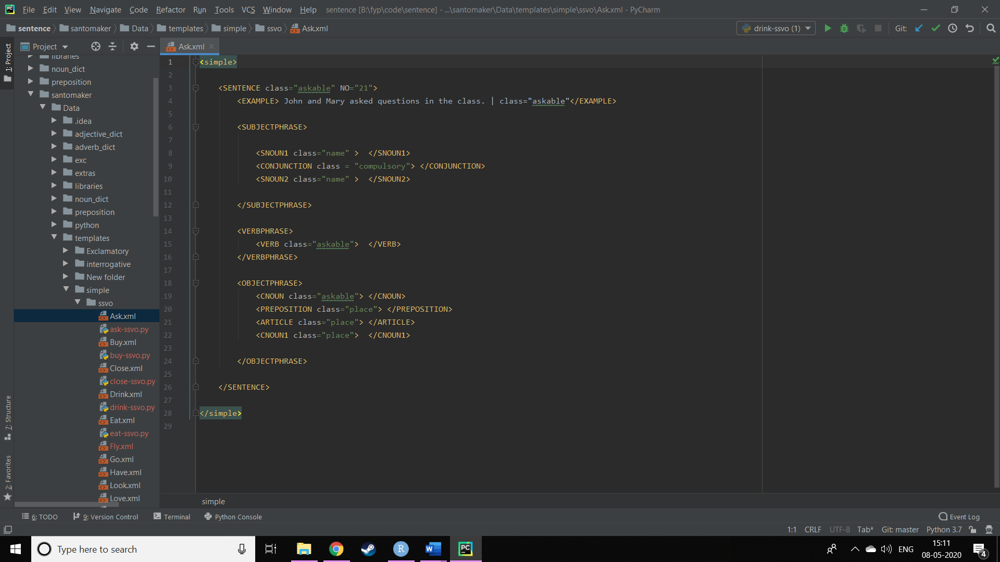 File Edit View Navigate Code Refactor Run Tools VCS Window Help sentence [B:\fyp\code\sentence] - ...\santomaker\Data\templates\simple\ssvo\Ask.xml - PyCharm
sentence santomaker Data templates simple ssvo Ask.xml drink-ssvo (1) Git:
1: Project
Project
libraries
noun_dict
preposition
santomaker
Data
.idea
adjective_dict
adverb_dict
exc
extras
libraries
noun_dict
preposition
python
templates
Exclamatory
interrogative
New folder
simple
ssvo
Ask.xml
ask-ssvo.py
Buy.xml
buy-ssvo.py
Close.xml
close-ssvo.py
Drink.xml
drink-ssvo.py
Eat.xml
eat-ssvo.py
Fly.xml
Go.xml
Have.xml
Look.xml
Love.xml
7: Structure
2: Favorites
Ask.xml
1 <simple>
2
3 <SENTENCE class="askable" NO="21">
4 <EXAMPLE> John and Mary asked questions in the class. | class="askable"</EXAMPLE>
5
6 <SUBJECTPHRASE>
7
8 <SNOUN1 class="name" >  </SNOUN1>
9 <CONJUNCTION class = "compulsory"> </CONJUNCTION>
10 <SNOUN2 class="name" >  </SNOUN2>
11
12 </SUBJECTPHRASE>
13
14 <VERBPHRASE>
15 <VERB class="askable">  </VERB>
16 </VERBPHRASE>
17
18 <OBJECTPHRASE>
19 <CNOUN class="askable"> </CNOUN>
20 <PREPOSITION class="place"> </PREPOSITION>
21 <ARTICLE class="place"> </ARTICLE>
22 <CNOUN1 class="place">  </CNOUN1>
23
24 </OBJECTPHRASE>
25
26 </SENTENCE>
27
28 </simple>
29
simple
6: TODO 9: Version Control Terminal Python Console Event Log
1:1 CRLF UTF-8 Tab* Git: master Python 3.7
Type here to search
ENG
15:11
08-05-2020
4